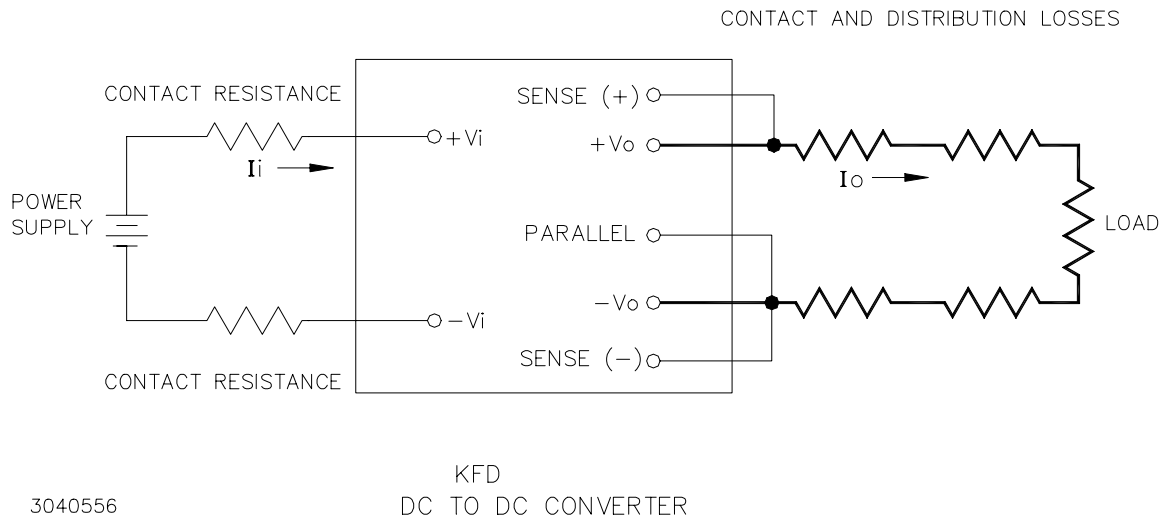 CONTACT AND DISTRIBUTION LOSSES
CONTACT RESISTANCE
SENSE (+)
+Vi
+Vo
Ii
Io
POWER
SUPPLY
PARALLEL
LOAD
-Vo
-Vi
SENSE (-)
CONTACT RESISTANCE
KFD
DC TO DC CONVERTER
3040556